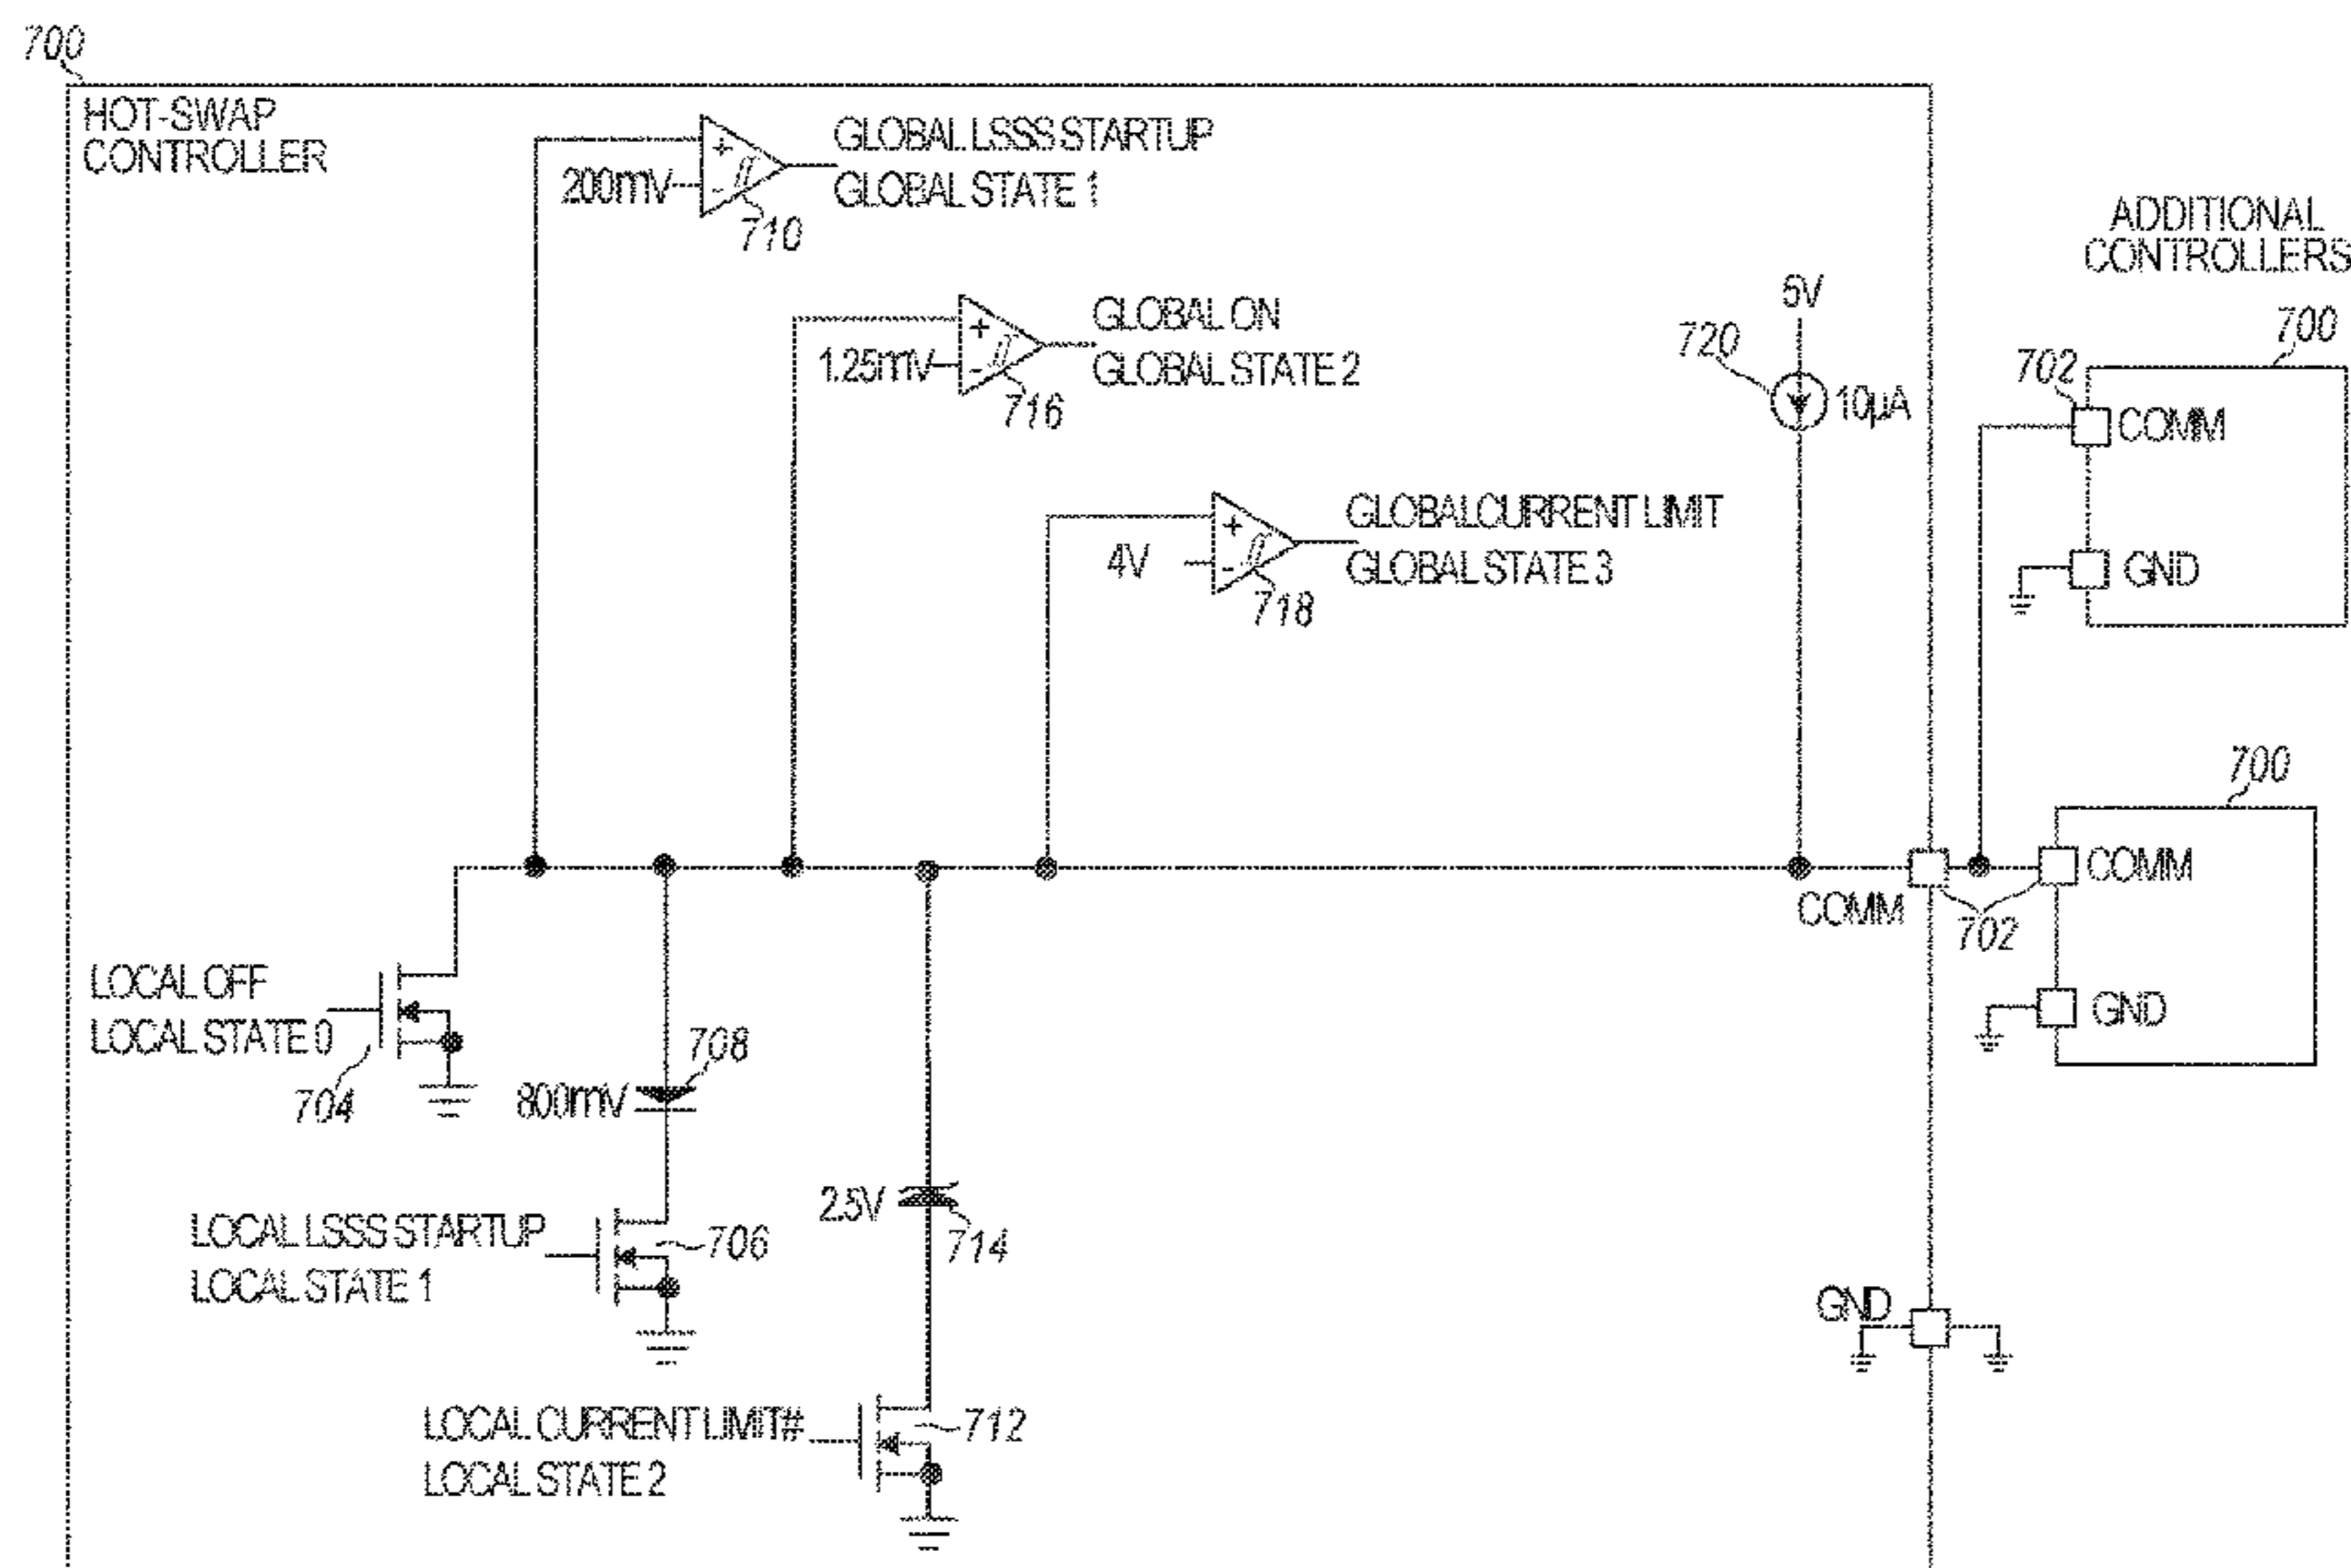 700
HOT-SWAP
CONTROLLER
GLOBAL LSSS STARTUP
200mV
GLOBAL STATE 1
+
-
710
ADDITIONAL
CONTROLLERS
GLOBAL ON
1.25mV
GLOBAL STATE 2
+
-
716
5V
720
10µA
700
702
COMM
GND
GLOBALCURRENT LIMIT
4V
GLOBAL STATE 3
+
-
718
700
COMM
COMM
702
GND
LOCAL OFF
LOCAL STATE 0
704
708
800mV
LOCAL LSSS STARTUP
LOCAL STATE 1
706
2.5V
714
GND
LOCAL CURRENT LIMIT#
LOCAL STATE 2
712